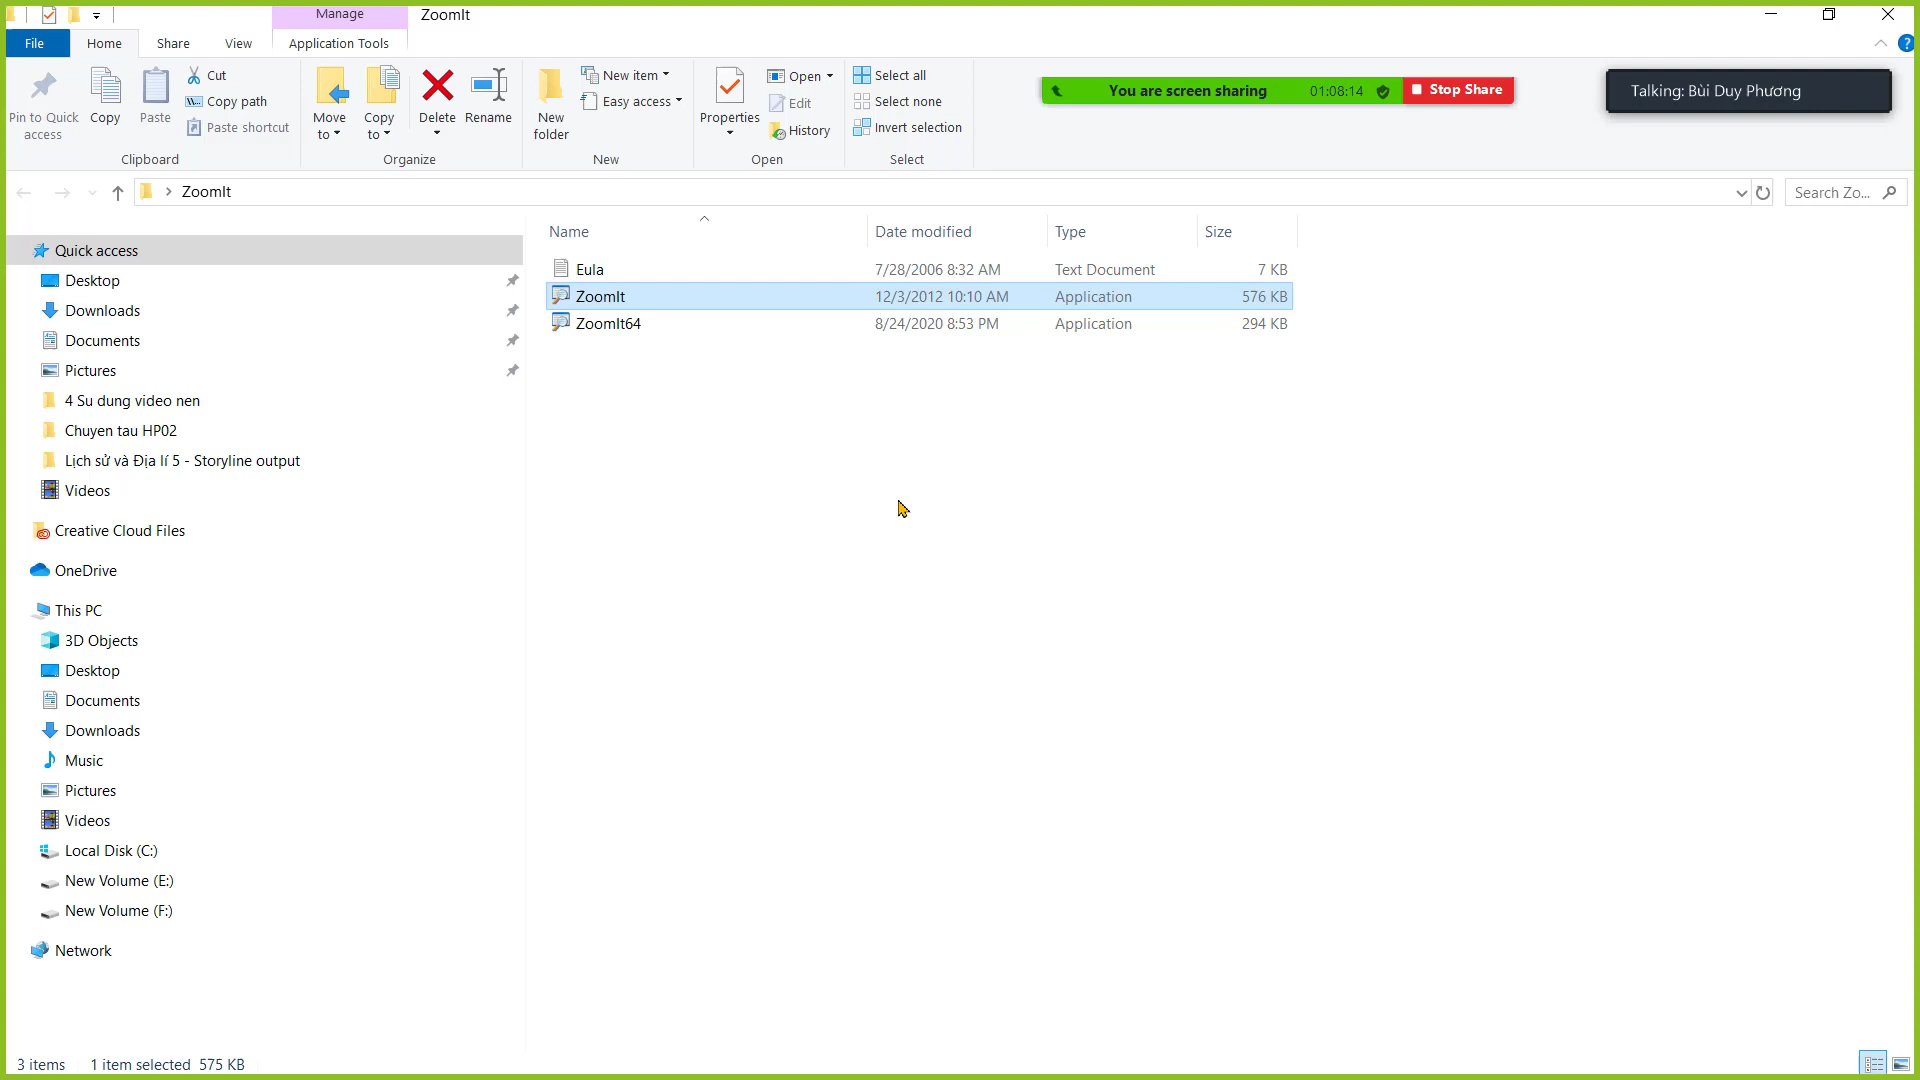 Manage
ZoomIt
File
Home
Share
View
Application Tools
Pin to Quick access
Copy
Paste
Cut
Copy path
Paste shortcut
Clipboard
Move to
Copy to
Delete
Rename
Organize
New folder
New item
Easy access
New
Properties
Open
Edit
History
Open
Select all
Select none
Invert selection
Select
You are screen sharing 01:08:14 Stop Share
Talking: Bùi Duy Phương
ZoomIt
Search Zo...
Name Date modified Type Size
Eula 7/28/2006 8:32 AM Text Document 7 KB
ZoomIt 12/3/2012 10:10 AM Application 576 KB
ZoomIt64 8/24/2020 8:53 PM Application 294 KB
Quick access
Desktop
Downloads
Documents
Pictures
4 Su dung video nen
Chuyen tau HP02
Lịch sử và Địa lí 5 - Storyline output
Videos
Creative Cloud Files
OneDrive
This PC
3D Objects
Desktop
Documents
Downloads
Music
Pictures
Videos
Local Disk (C:)
New Volume (E:)
New Volume (F:)
Network
3 items 1 item selected 575 KB